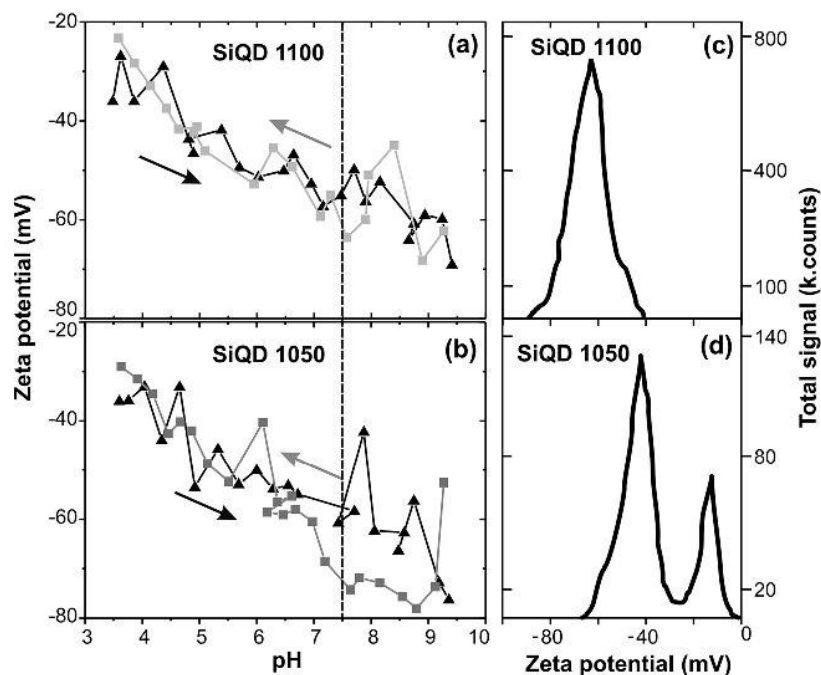 -20
-40
-60
-80
Zeta potential (mV)
SiQD 1100
(a)
SiQD 1100
(c)
800
400
100
Total signal (k.counts)
-20
-40
-60
-80
SiQD 1050
(b)
3 4 5 6 7 8 9 10
pH
SiQD 1050
(d)
140
80
20
-80 -40 0
Zeta potential (mV)